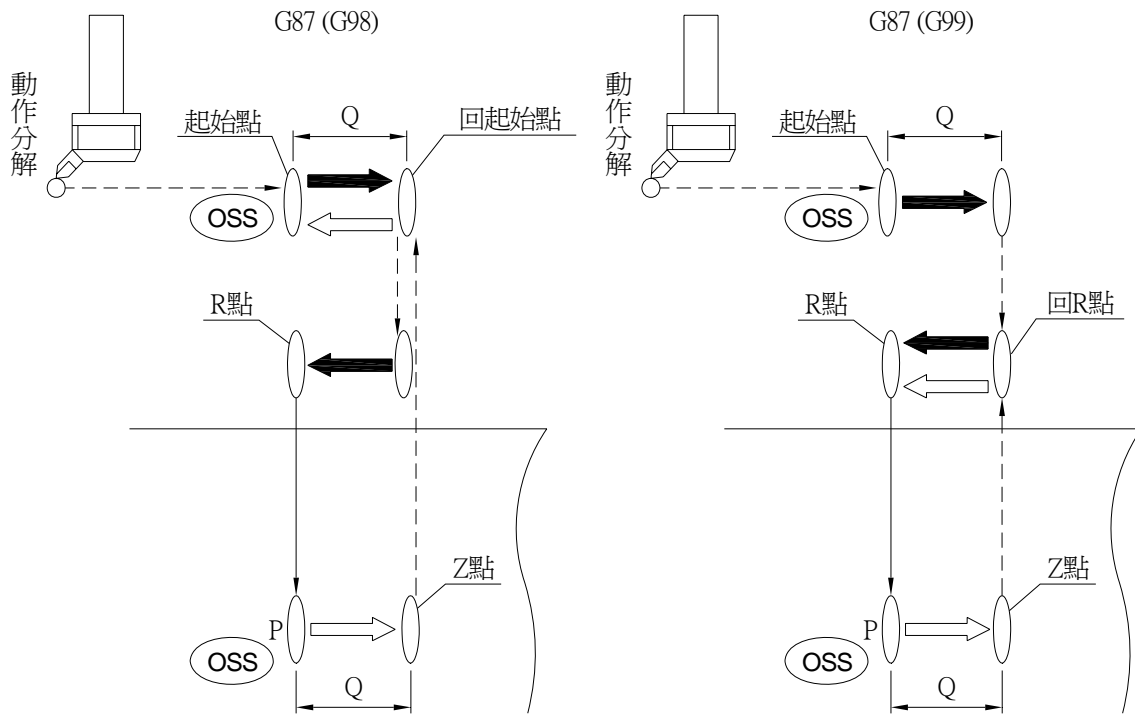 G87 (G98)
動作分解
起始點
Q
回起始點
OSS
R點
Z點
P
OSS
Q
G87 (G99)
動作分解
起始點
Q
OSS
R點
回R點
Z點
P
OSS
Q